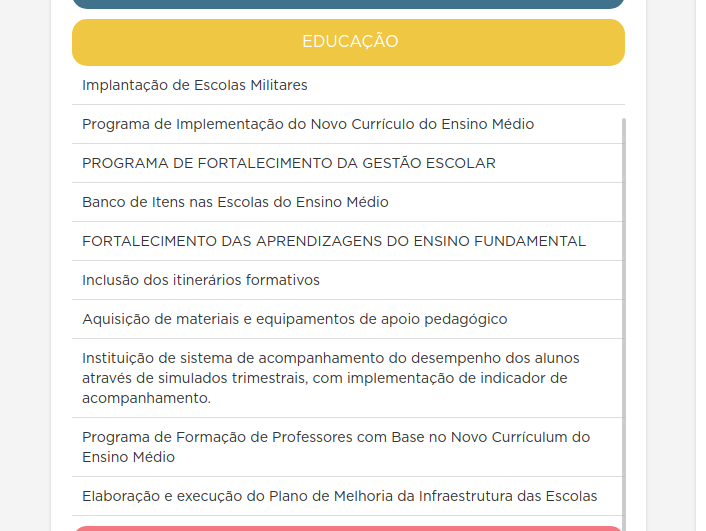 EDUCAÇÃO
Implantação de Escolas Militares
Programa de Implementação do Novo Currículo do Ensino Médio
PROGRAMA DE FORTALECIMENTO DA GESTÃO ESCOLAR
Banco de Itens nas Escolas do Ensino Médio
FORTALECIMENTO DAS APRENDIZAGENS DO ENSINO FUNDAMENTAL
Inclusão dos itinerários formativos
Aquisição de materiais e equipamentos de apoio pedagógico
Instituição de sistema de acompanhamento do desempenho dos alunos
através de simulados trimestrais, com implementação de indicador de
acompanhamento.
Programa de Formação de Professores com Base no Novo Currículum do
Ensino Médio
Elaboração e execução do Plano de Melhoria da Infraestrutura das Escolas